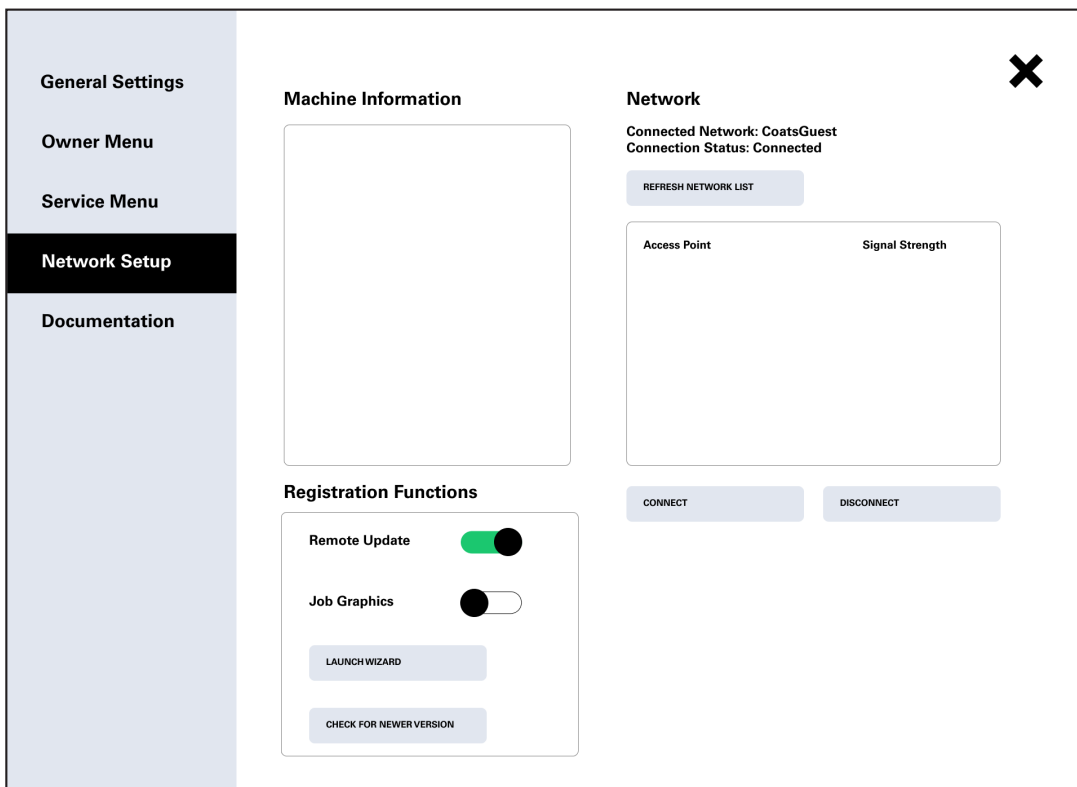 General Settings
Owner Menu
Service Menu
Network Setup
Documentation
Machine Information
Registration Functions
Remote Update
Job Graphics
LAUNCH WIZARD
CHECK FOR NEWER VERSION
Network
Connected Network: CoatsGuest
Connection Status: Connected
REFRESH NETWORK LIST
Access Point Signal Strength
CONNECT DISCONNECT